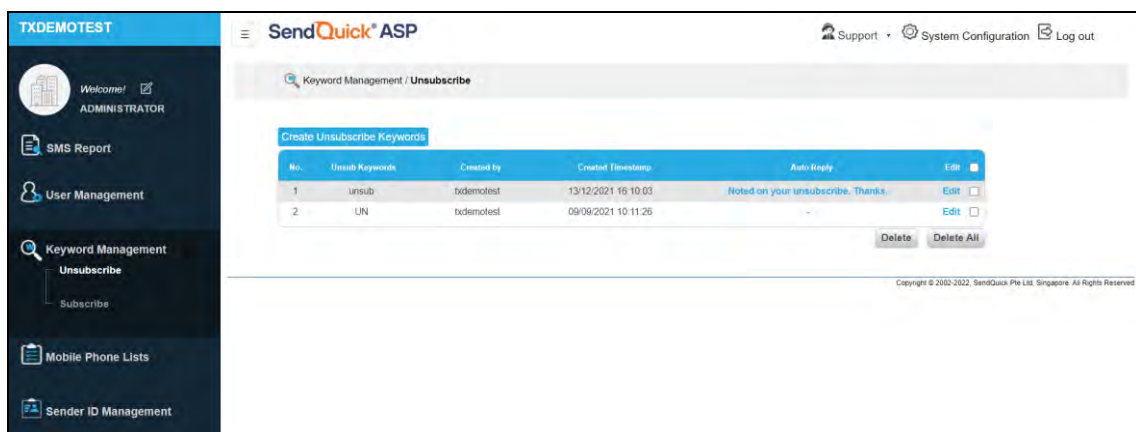 TXDEMOTEST
☰ SendQuick® ASP
Support System Configuration Log out
Welcome!
ADMINISTRATOR
Keyword Management / Unsubscribe
SMS Report
User Management
Keyword Management
Unsubscribe
Subscribe
Mobile Phone Lists
Sender ID Management
Create Unsubscribe Keywords
No. Unsub Keywords Created by Created Timestamp Auto Reply Edit
1 unsub txdemotest 13/12/2021 16:10:03 Noted on your unsubscribe. Thanks. Edit
2 UN txdemotest 09/09/2021 10:11:26 - Edit
Delete Delete All
Copyright © 2002-2022, SendQuick Pte Ltd, Singapore. All Rights Reserved